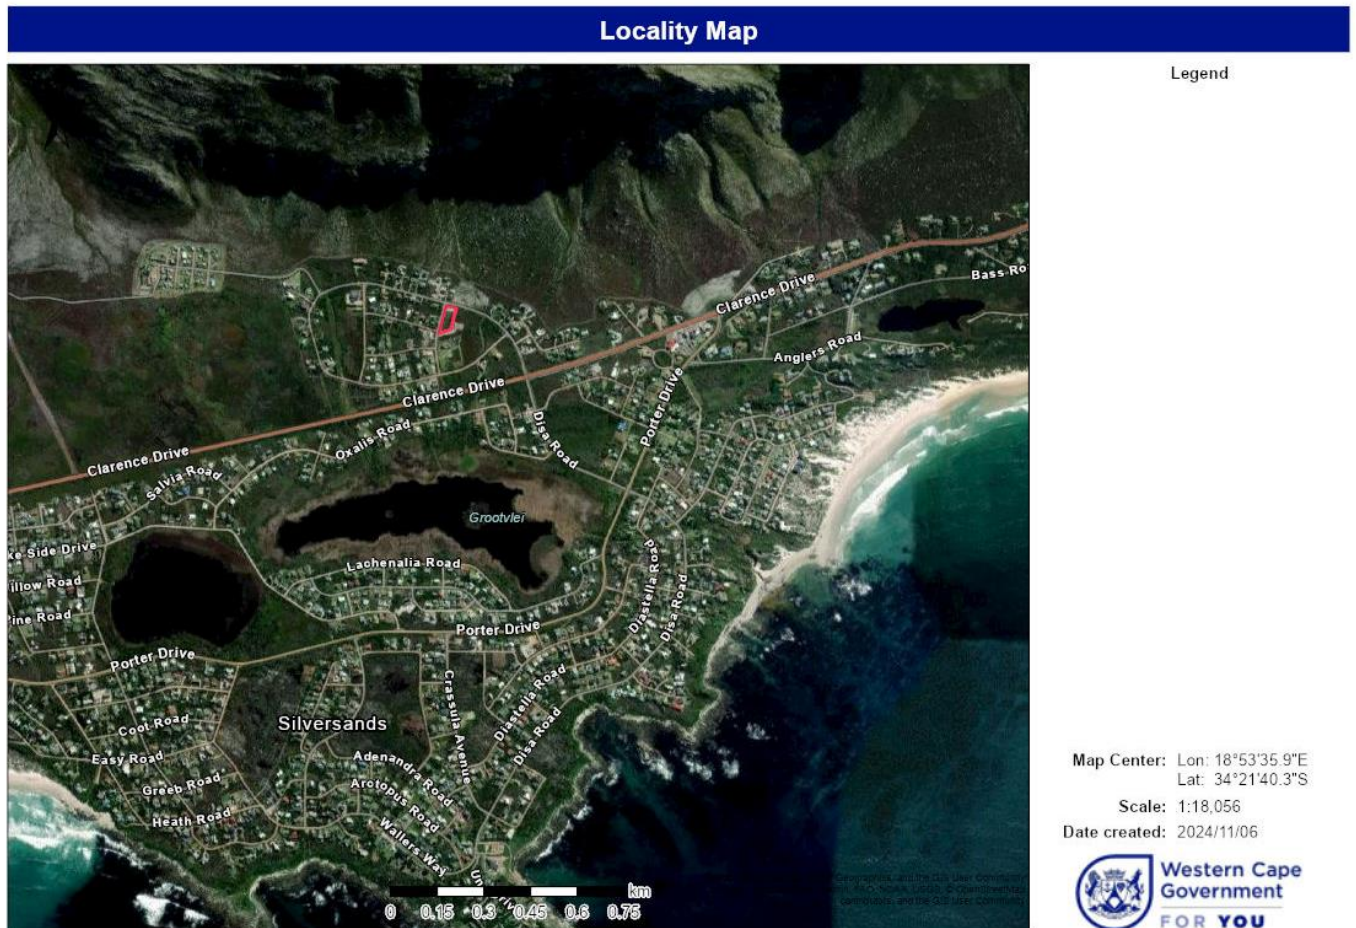 Locality Map
Legend
Clarence Drive
Bass Ro
Anglers Road
Clarence Drive
Porter Drive
Disa Road
Oxalis Road
Clarence Drive
Salvia Road
Grootvlei
ke Side Drive
Lachenalia Road
illow Road
Pine Road
Diastella Road
Disa Road
Porter Drive
Porter Drive
Crassula Avenue
Diastella Road
Silversands
Coot Road
Disa Road
Easy Road
Adenandra Road
Greeb Road
Arctopus Road
Heath Road
Wallers Way
km
0 0.15 0.3 0.45 0.6 0.75
Map Center: Lon: 18°53'35.9"E
Lat: 34°21'40.3"S
Scale: 1:18,056
Date created: 2024/11/06
Western Cape
Government
FOR YOU